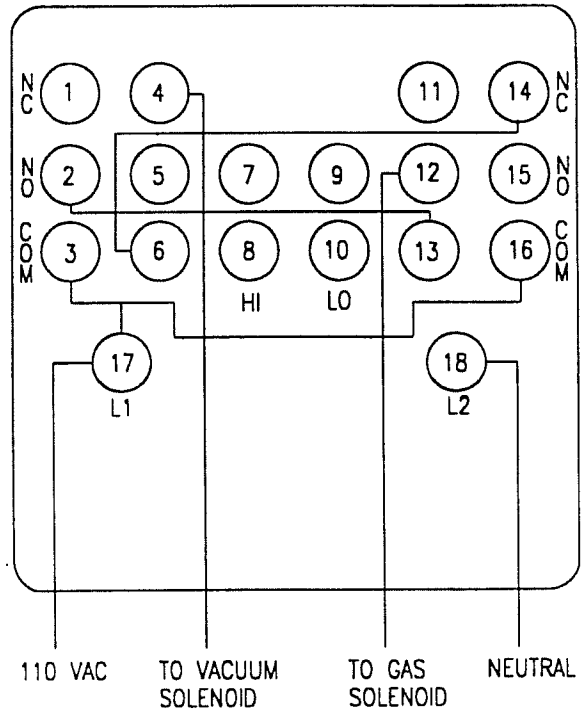 NC 1 4 11 14 NC
NO 2 5 7 9 12 15 NO
COM 3 6 8 10 13 16 COM
HI LO
17 18
L1 L2
110 VAC TO VACUUM SOLENOID TO GAS SOLENOID NEUTRAL